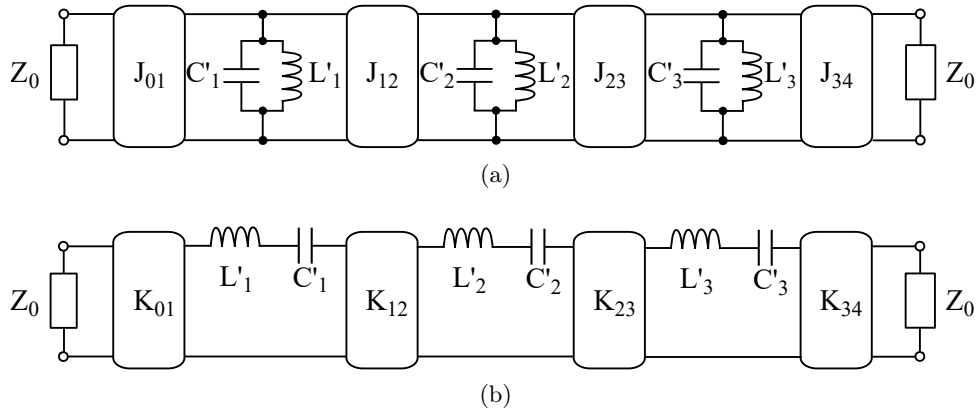 Z₀ J₀₁ C'₁ L'₁ J₁₂ C'₂ L'₂ J₂₃ C'₃ L'₃ J₃₄ Z₀
(a)
Z₀ K₀₁ L'₁ C'₁ K₁₂ L'₂ C'₂ K₂₃ L'₃ C'₃ K₃₄ Z₀
(b)